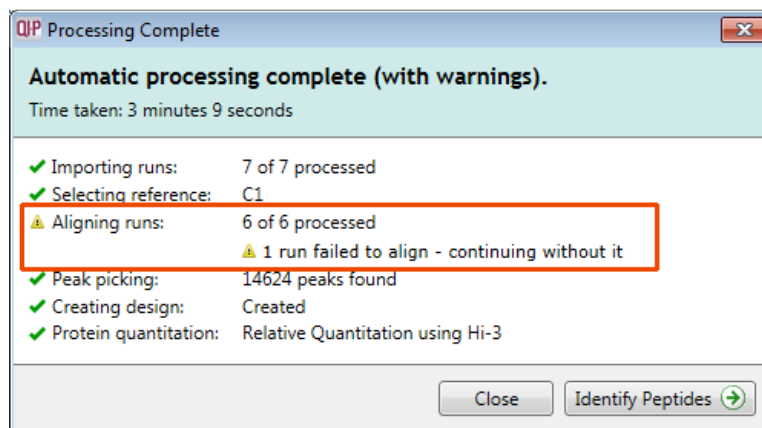 QI-P Processing Complete
Automatic processing complete (with warnings).
Time taken: 3 minutes 9 seconds
Importing runs: 7 of 7 processed
Selecting reference: C1
Aligning runs: 6 of 6 processed
1 run failed to align - continuing without it
Peak picking: 14624 peaks found
Creating design: Created
Protein quantitation: Relative Quantitation using Hi-3
Close Identify Peptides